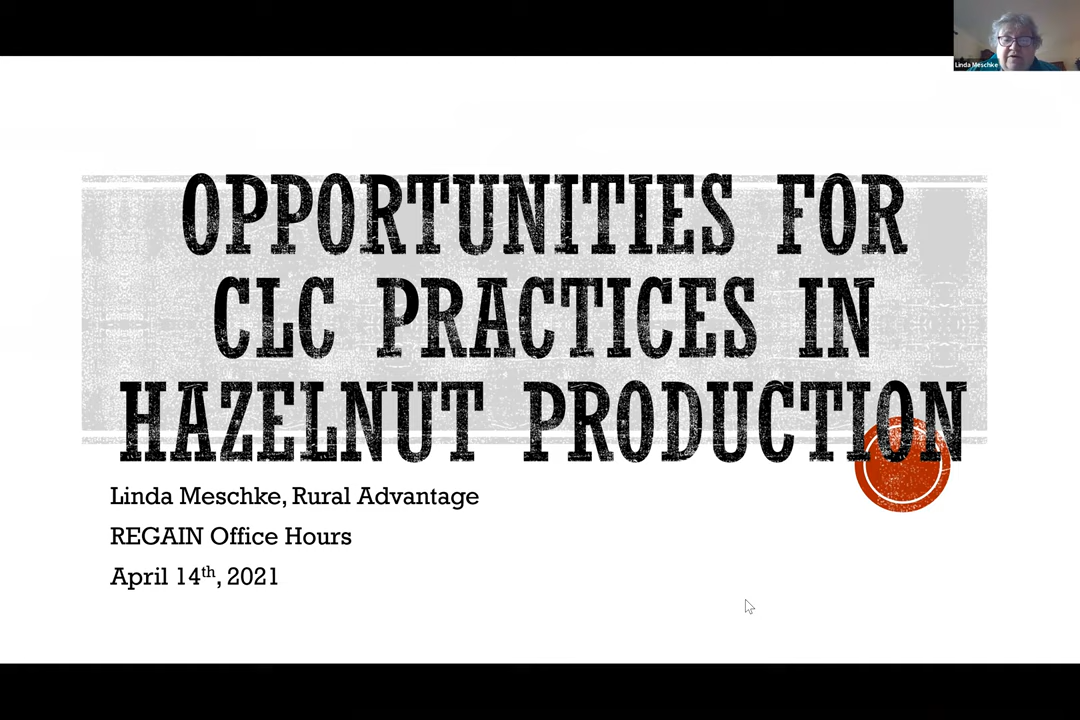 Linda Meschke
OPPORTUNITIES FOR
CLC PRACTICES IN
HAZELNUT PRODUCTION
Linda Meschke, Rural Advantage
REGAIN Office Hours
April 14th, 2021